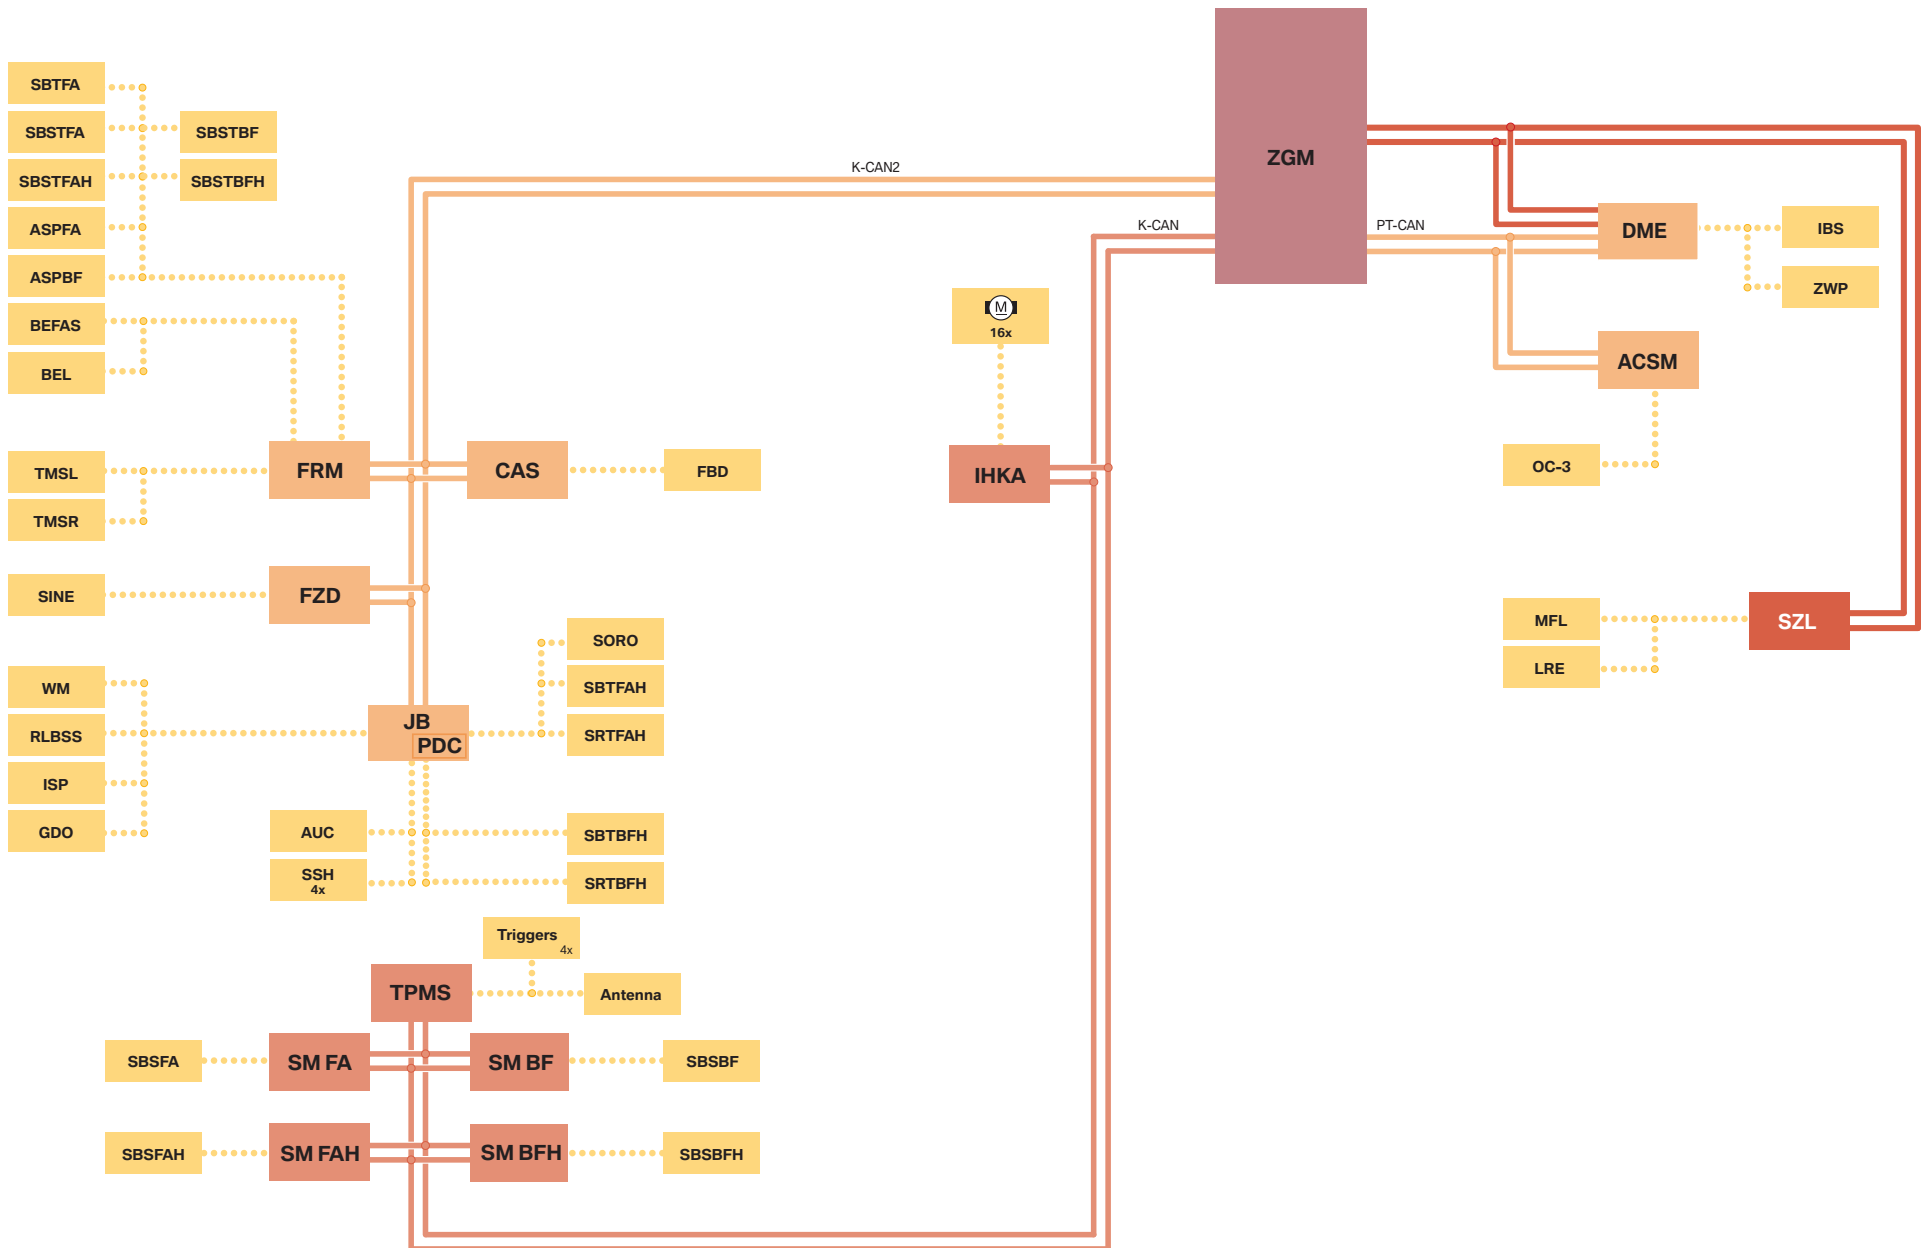 ZGM
K-CAN2
K-CAN
PT-CAN
SBTFA
SBSTFA
SBSTBF
SBSTFAH
SBSTBFH
ASPFA
ASPBF
BEFAS
BEL
DME
IBS
ZWP
M
16x
ACSM
TMSL
FRM
CAS
FBD
IHKA
OC-3
TMSR
SINE
FZD
MFL
SZL
LRE
SORO
WM
SBTFAH
JB
RLBSS
SRTFAH
PDC
ISP
GDO
AUC
SBTBFH
SSH
4x
SRTBFH
Triggers
4x
TPMS
Antenna
SBSFA
SM FA
SM BF
SBSBF
SBSFAH
SM FAH
SM BFH
SBSBFH